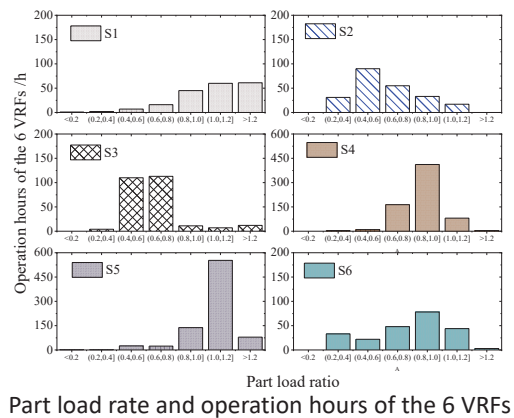 Operation hours of the 6 VRFs /h
200
150
100
50
0
S1
<0.2 (0.2,0.4] (0.4,0.6] (0.6,0.8) (0.8,1.0] (1.0,1.2] >1.2
200
150
100
50
0
S2
<0.2 (0.2,0.4] (0.4,0.6] (0.6,0.8) (0.8,1.0] (1.0,1.2] >1.2
200
150
100
50
0
S3
<0.2 (0.2,0.4] (0.4,0.6] (0.6,0.8) (0.8,1.0] (1.0,1.2] >1.2
600
450
300
150
0
S4
<0.2 (0.2,0.4] (0.4,0.6] (0.6,0.8) (0.8,1.0] (1.0,1.2] >1.2
A
600
450
300
150
0
S5
<0.2 (0.2,0.4] (0.4,0.6] (0.6,0.8) (0.8,1.0] (1.0,1.2] >1.2
200
150
100
50
0
S6
<0.2 (0.2,0.4] (0.4,0.6] (0.6,0.8) (0.8,1.0] (1.0,1.2] >1.2
A
Part load ratio
Part load rate and operation hours of the 6 VRFs